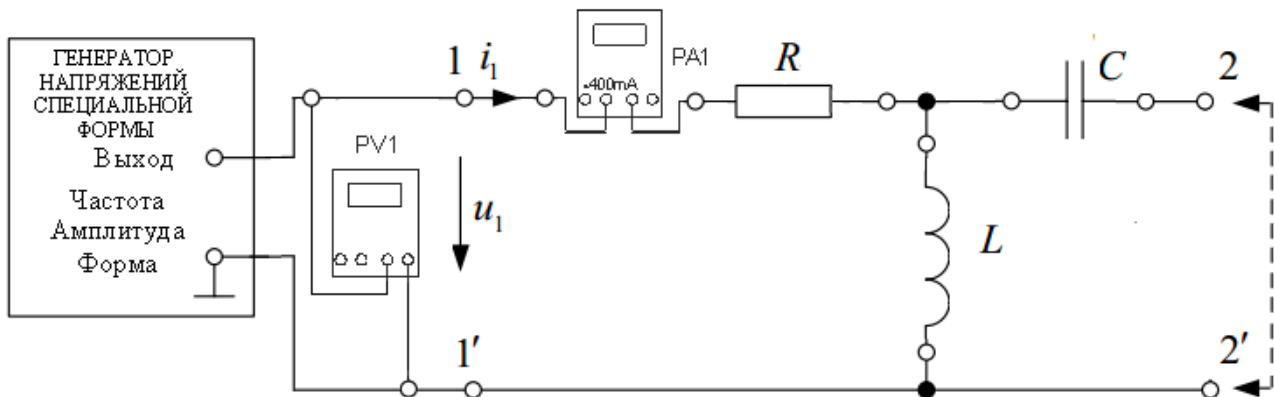 ГЕНЕРАТОР
НАПРЯЖЕНИЙ
СПЕЦИАЛЬНОЙ
ФОРМЫ
Выход
Частота
Амплитуда
Форма
PV1
1
i₁
u₁
1′
~400mA
PA1
R
L
C
2
2′